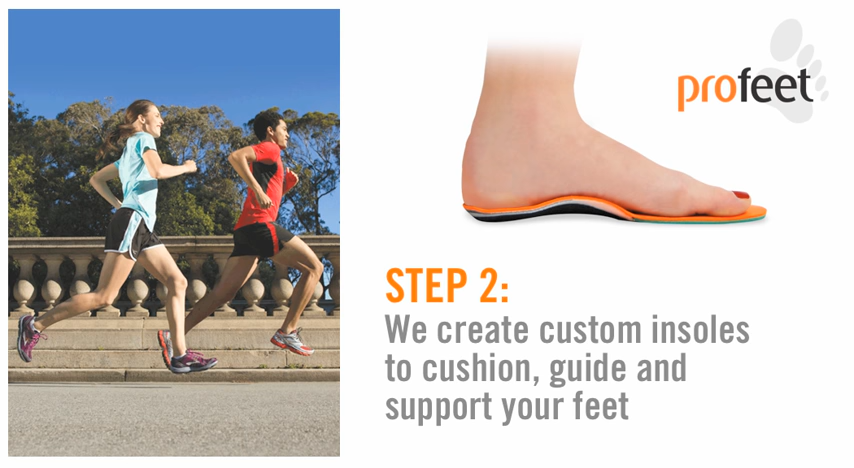 profeet
STEP 2:
We create custom insoles
to cushion, guide and
support your feet